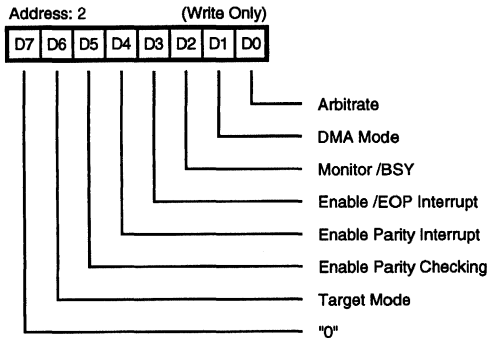 Address: 2 (Write Only)
D7 D6 D5 D4 D3 D2 D1 D0
Arbitrate
DMA Mode
Monitor /BSY
Enable /EOP Interrupt
Enable Parity Interrupt
Enable Parity Checking
Target Mode
"0"